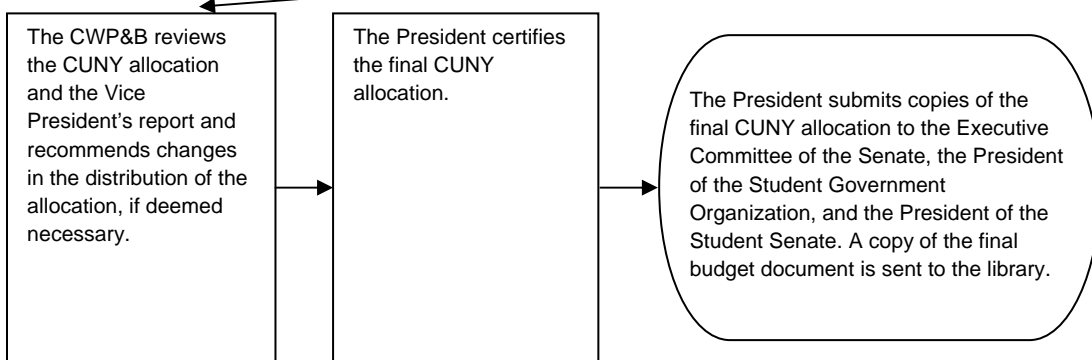 The CWP&B reviews
the CUNY allocation
and the Vice
President’s report and
recommends changes
in the distribution of the
allocation, if deemed
necessary.
The President certifies
the final CUNY
allocation.
The President submits copies of the
final CUNY allocation to the Executive
Committee of the Senate, the President
of the Student Government
Organization, and the President of the
Student Senate. A copy of the final
budget document is sent to the library.